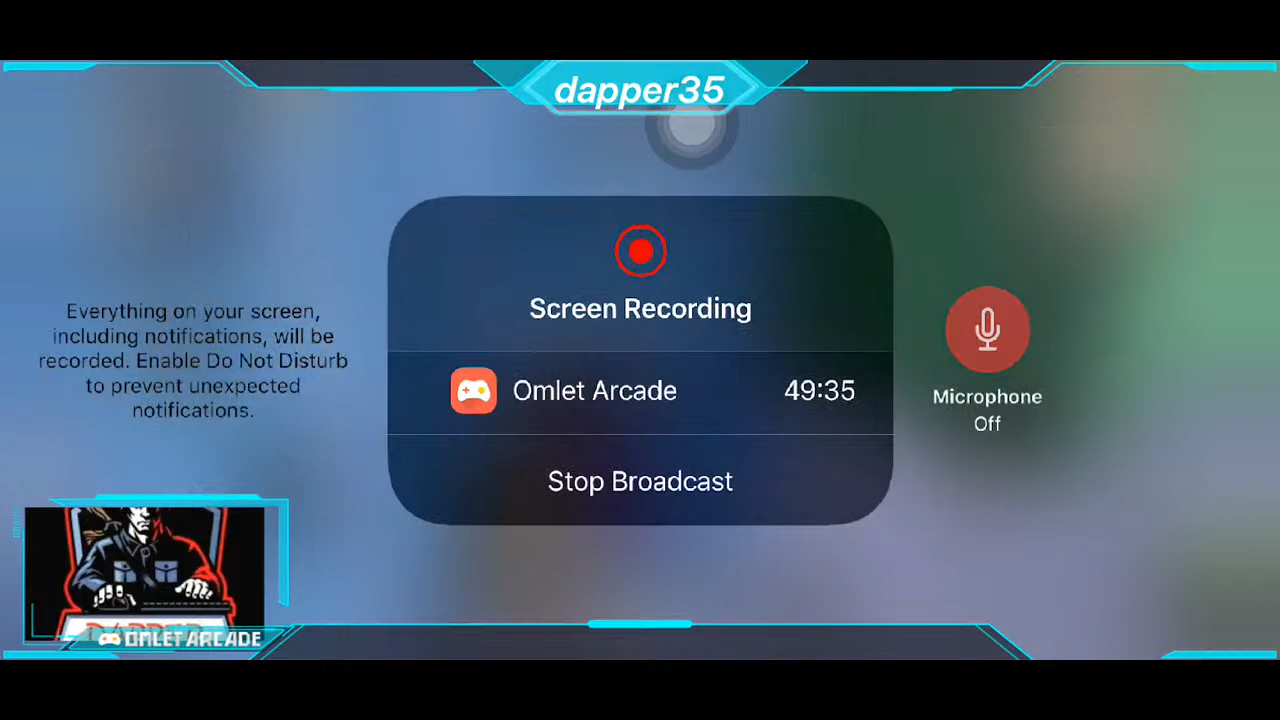 dapper35
Everything on your screen,
including notifications, will be
recorded. Enable Do Not Disturb
to prevent unexpected
notifications.
Screen Recording
Omlet Arcade 49:35
Stop Broadcast
Microphone
Off
OMLET ARCADE